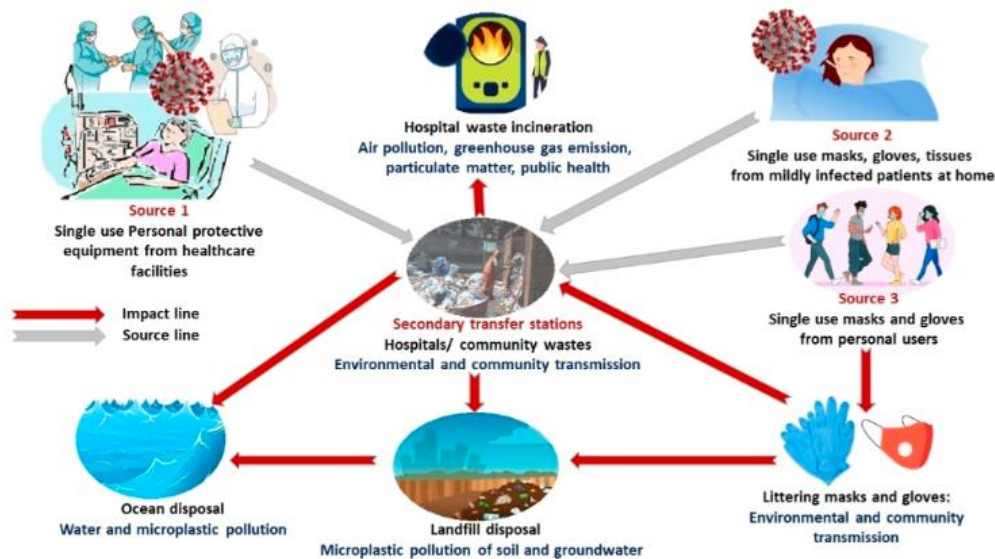 Source 1
Single use Personal protective
equipment from healthcare
facilities
Hospital waste incineration
Air pollution, greenhouse gas emission,
particulate matter, public health
Source 2
Single use masks, gloves, tissues
from mildly infected patients at home
Source 3
Single use masks and gloves
from personal users
Impact line
Source line
Secondary transfer stations
Hospitals/ community wastes
Environmental and community transmission
Ocean disposal
Water and microplastic pollution
Landfill disposal
Microplastic pollution of soil and groundwater
Littering masks and gloves:
Environmental and community
transmission